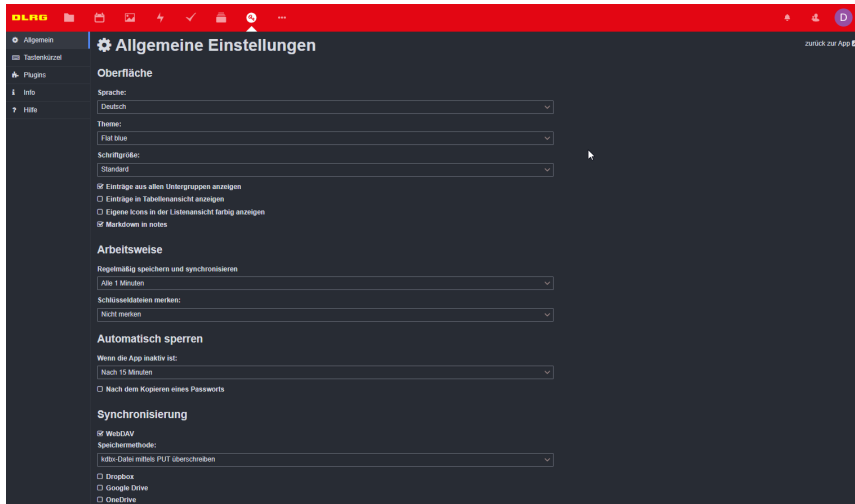 DLRG
D
Allgemein
Tastenkürzel
Plugins
Info
Hilfe
Allgemeine Einstellungen
zurück zur App
Oberfläche
Sprache:
Deutsch
Theme:
Flat blue
Schriftgröße:
Standard
Einträge aus allen Untergruppen anzeigen
Einträge in Tabellenansicht anzeigen
Eigene Icons in der Listenansicht farbig anzeigen
Markdown in notes
Arbeitsweise
Regelmäßig speichern und synchronisieren
Alle 1 Minuten
Schlüsseldateien merken:
Nicht merken
Automatisch sperren
Wenn die App inaktiv ist:
Nach 15 Minuten
Nach dem Kopieren eines Passworts
Synchronisierung
WebDAV
Speichermethode:
kdbx-Datei mittels PUT überschreiben
Dropbox
Google Drive
OneDrive